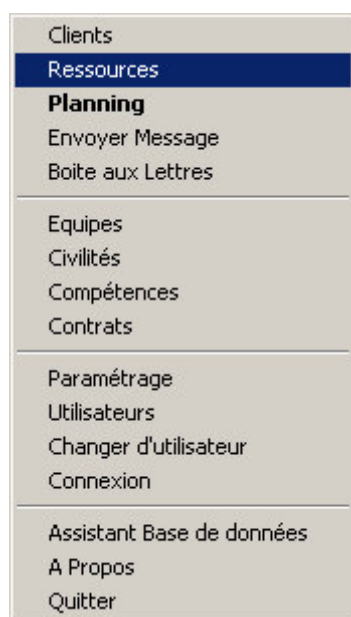 Clients
Ressources
Planning
Envoyer Message
Boite aux Lettres
Equipes
Civilités
Compétences
Contrats
Paramétrage
Utilisateurs
Changer d'utilisateur
Connexion
Assistant Base de données
A Propos
Quitter